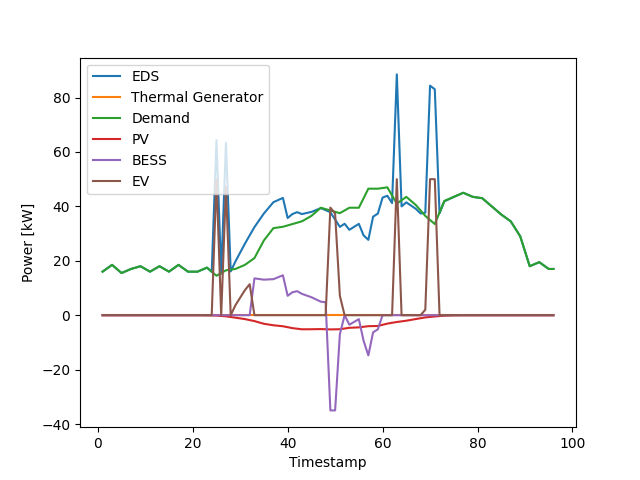 EDS
Thermal Generator
Demand
PV
BESS
EV
Power [kW]
80
60
40
20
0
−20
−40
0 20 40 60 80 100
Timestamp